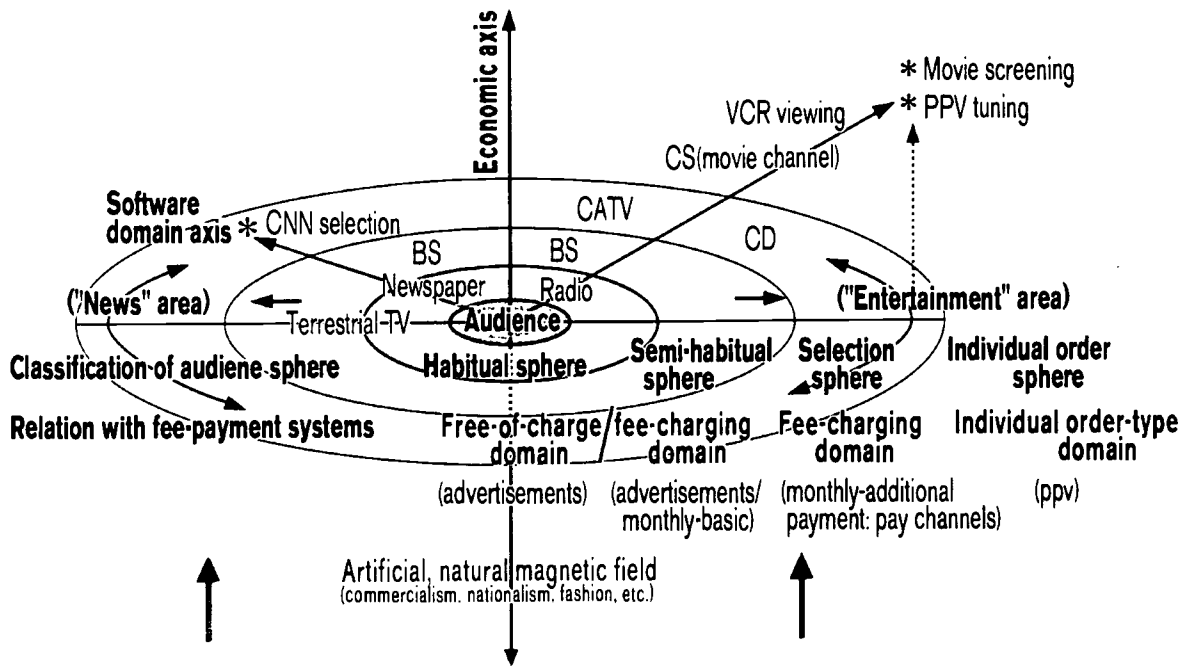 Economic axis
* Movie screening
* PPV tuning
VCR viewing
CS(movie channel)
Software
domain axis
* CNN selection
CATV
CD
BS
BS
Newspaper
Radio
("News" area)
("Entertainment" area)
Terrestrial TV
Audience
Classification of audiene sphere
Habitual sphere
Semi-habitual
sphere
Selection
sphere
Individual order
sphere
Relation with fee-payment systems
Free-of-charge
domain
/
fee-charging
domain
Fee-charging
domain
Individual order-type
domain
(advertisements)
(advertisements/
monthly-basic)
(monthly-additional
payment: pay channels)
(ppv)
Artificial, natural magnetic field
(commercialism. nationalism, fashion, etc.)